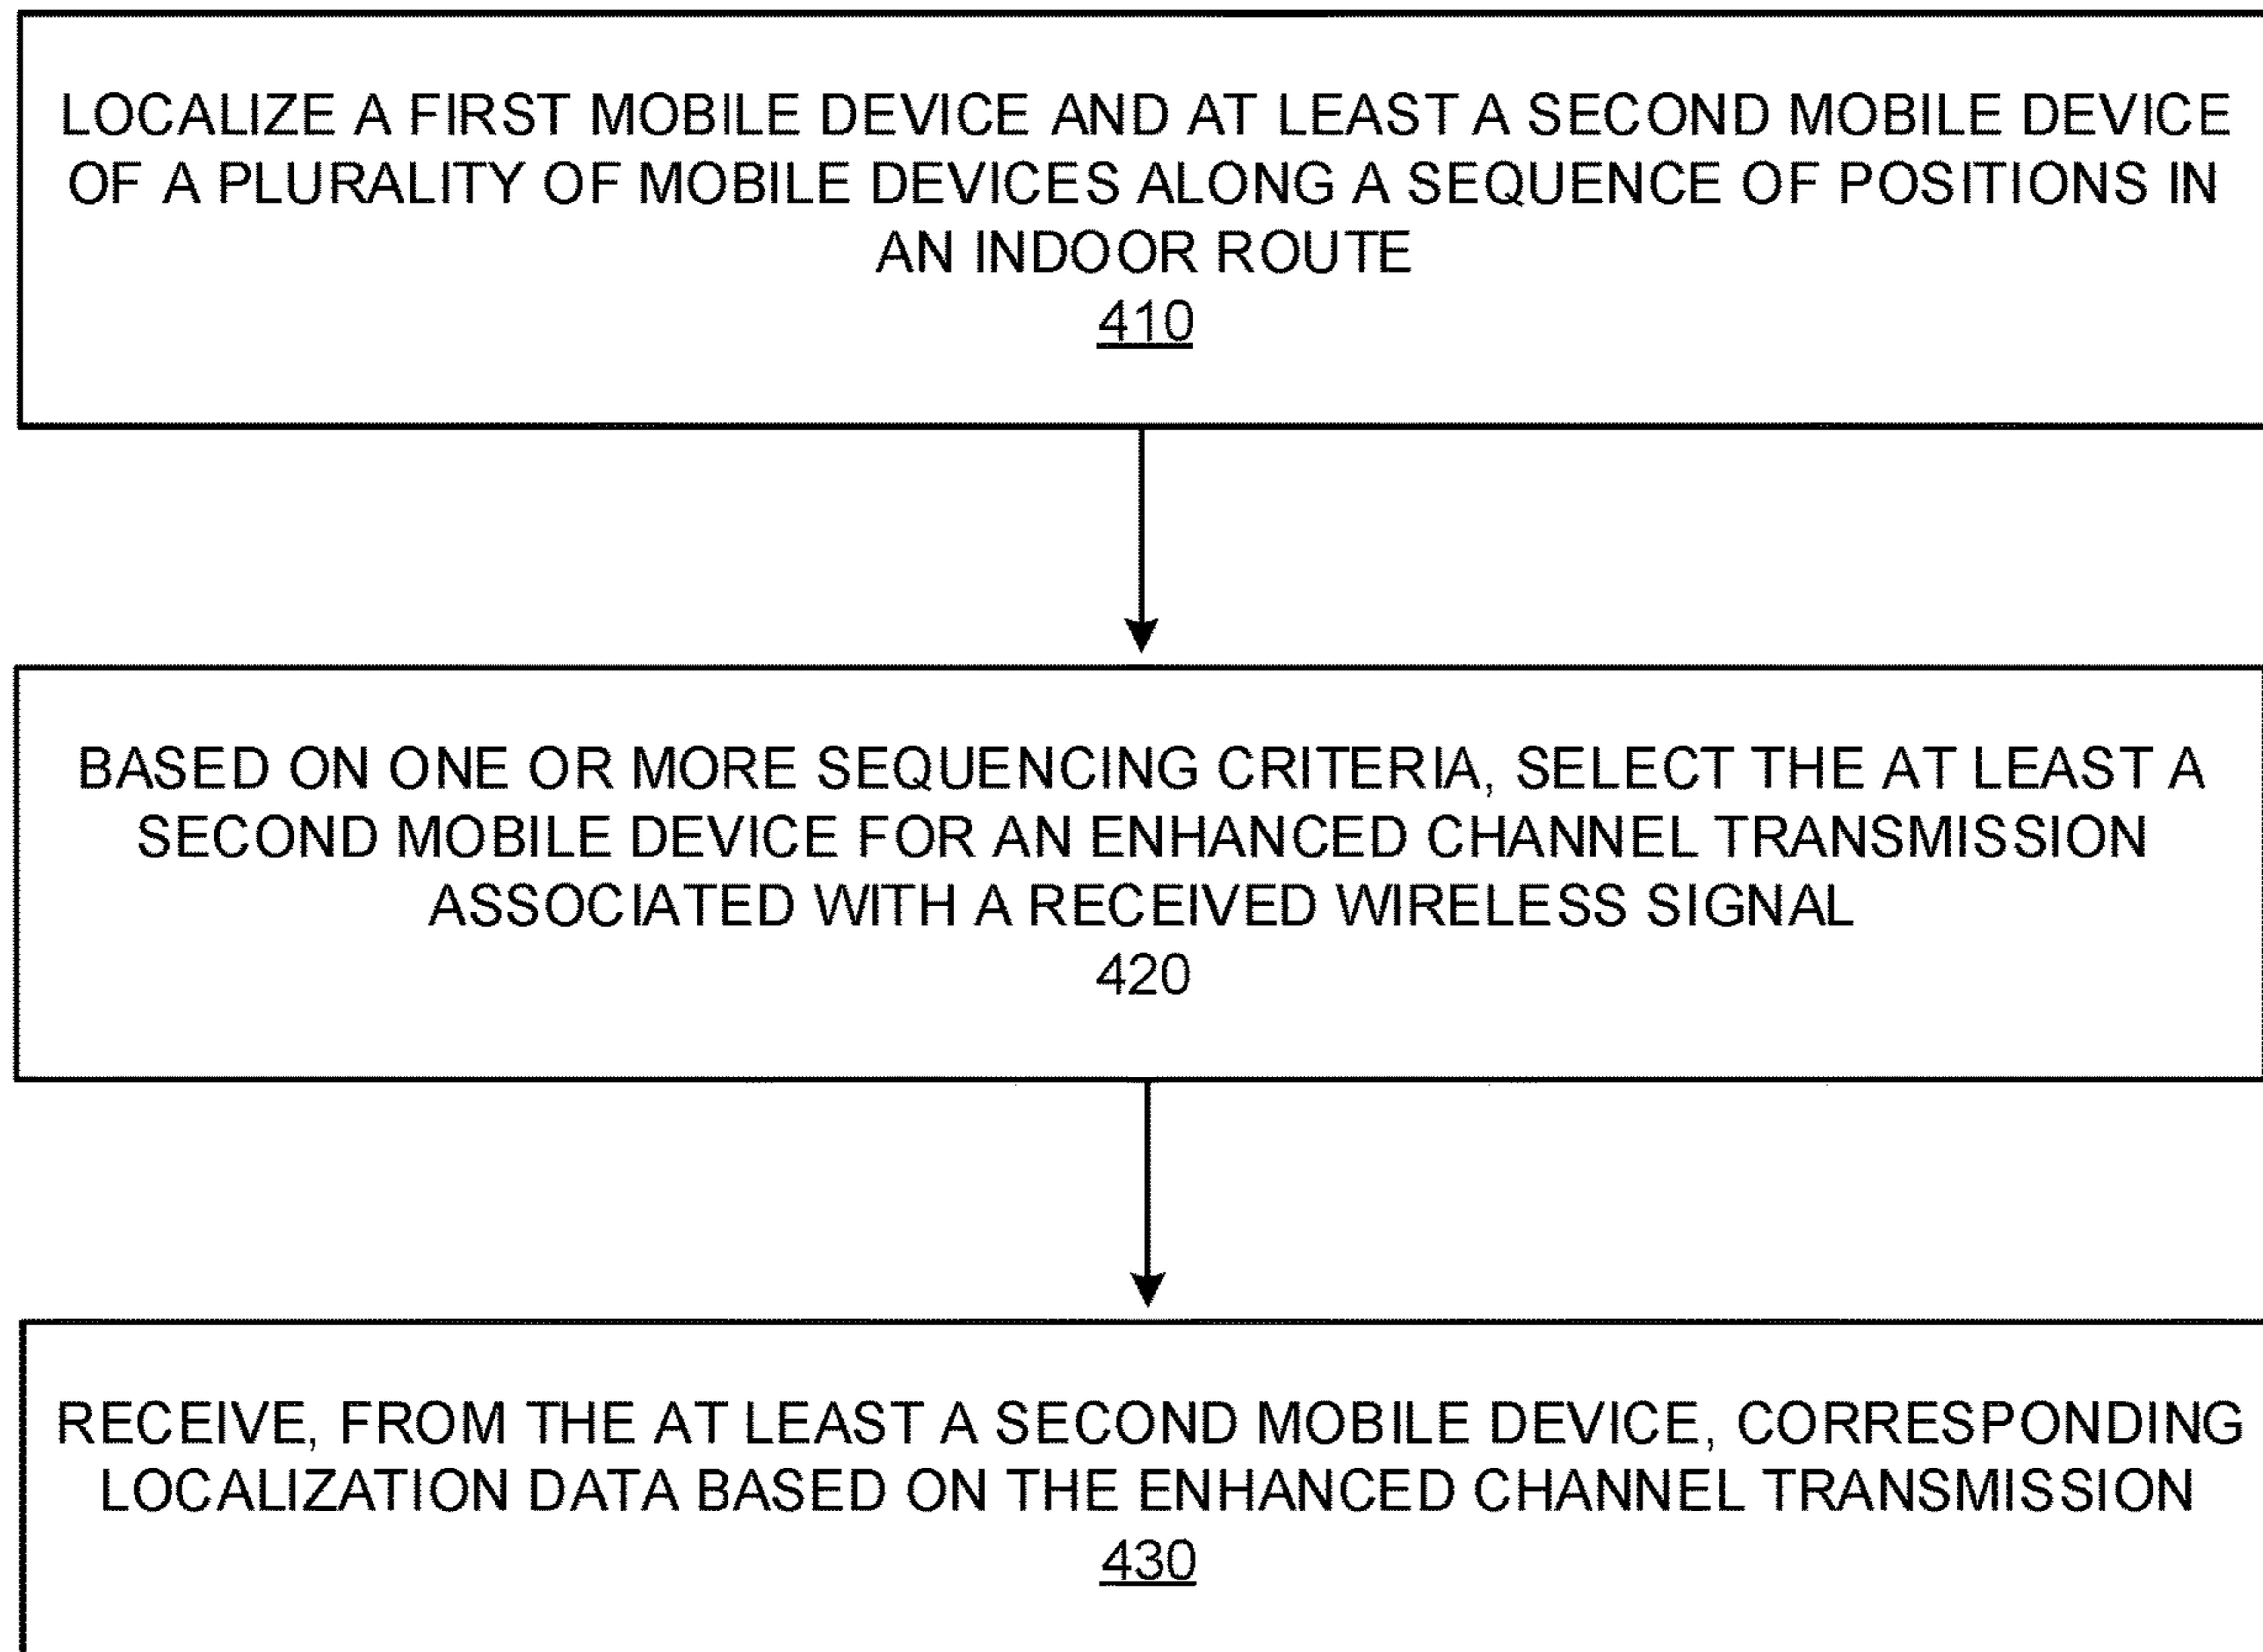 LOCALIZE A FIRST MOBILE DEVICE AND AT LEAST A SECOND MOBILE DEVICE
OF A PLURALITY OF MOBILE DEVICES ALONG A SEQUENCE OF POSITIONS IN
AN INDOOR ROUTE
410
BASED ON ONE OR MORE SEQUENCING CRITERIA, SELECT THE AT LEAST A
SECOND MOBILE DEVICE FOR AN ENHANCED CHANNEL TRANSMISSION
ASSOCIATED WITH A RECEIVED WIRELESS SIGNAL
420
RECEIVE, FROM THE AT LEAST A SECOND MOBILE DEVICE, CORRESPONDING
LOCALIZATION DATA BASED ON THE ENHANCED CHANNEL TRANSMISSION
430